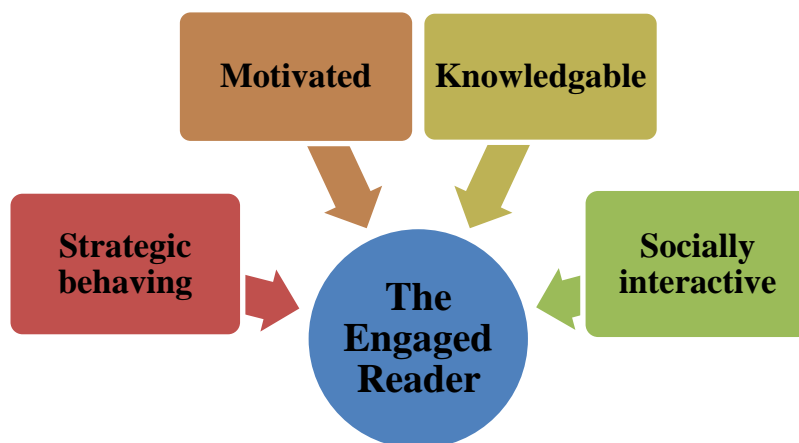 Motivated
Knowledgable
Strategic
behaving
Socially
interactive
The
Engaged
Reader